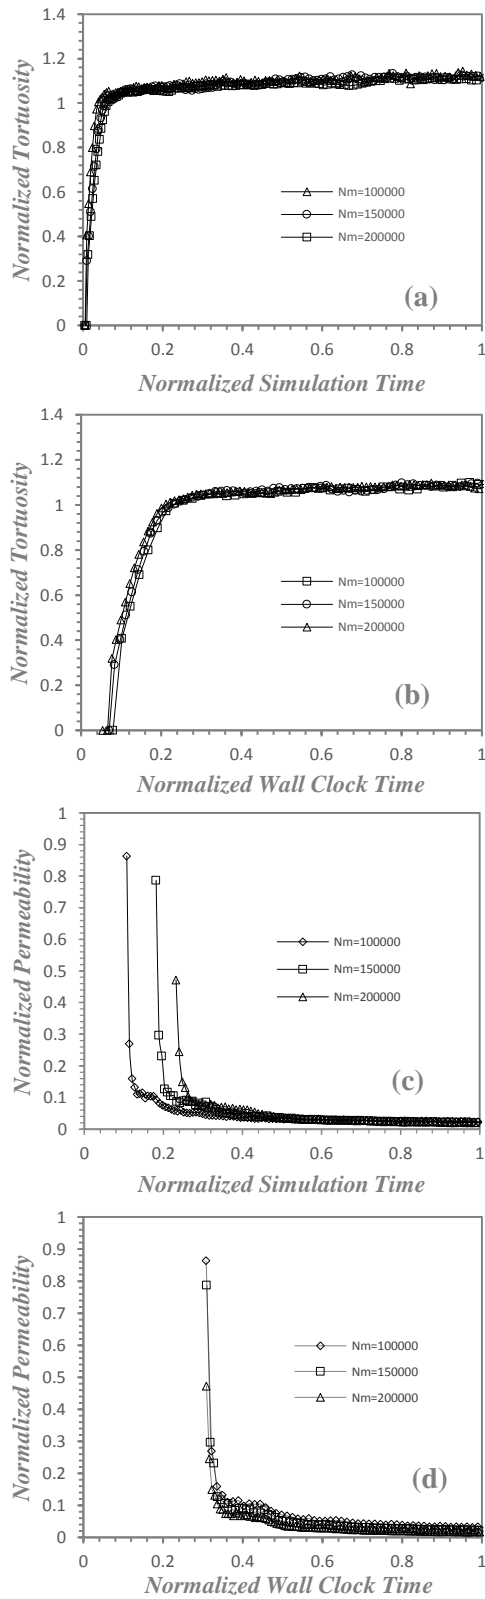 1.4
1.2
1
0.8
0.6
0.4
0.2
0
Normalized Tortuosity
Nm=100000
Nm=150000
Nm=200000
(a)
0 0.2 0.4 0.6 0.8 1
Normalized Simulation Time
1.4
1.2
1
0.8
0.6
0.4
0.2
0
Normalized Tortuosity
Nm=100000
Nm=150000
Nm=200000
(b)
0 0.2 0.4 0.6 0.8 1
Normalized Wall Clock Time
1
0.9
0.8
0.7
0.6
0.5
0.4
0.3
0.2
0.1
0
Normalized Permeability
Nm=100000
Nm=150000
Nm=200000
(c)
0 0.2 0.4 0.6 0.8 1
Normalized Simulation Time
1
0.9
0.8
0.7
0.6
0.5
0.4
0.3
0.2
0.1
0
Normalized Permeability
Nm=100000
Nm=150000
Nm=200000
(d)
0 0.2 0.4 0.6 0.8 1
Normalized Wall Clock Time